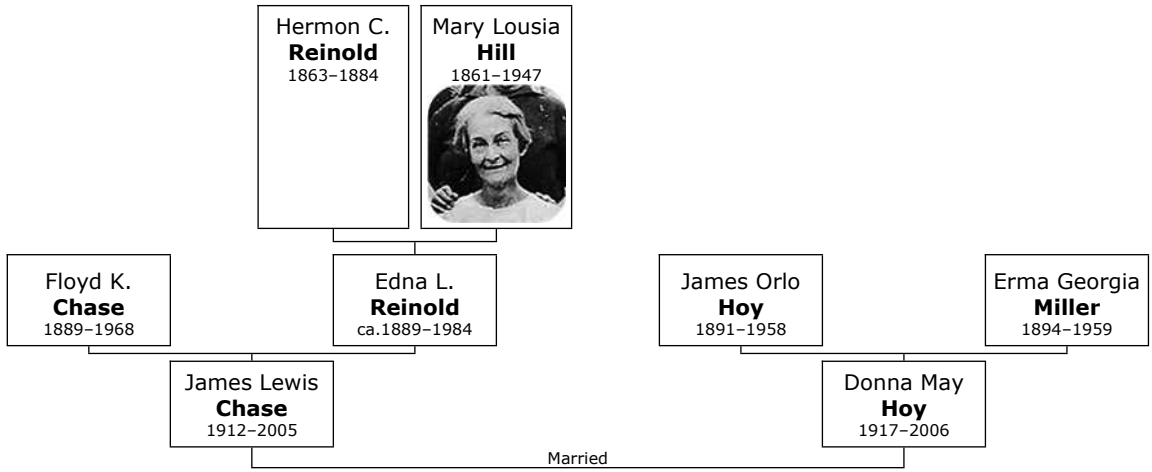 Hermon C.
Reinold
1863–1884
Mary Lousia
Hill
1861–1947
Floyd K.
Chase
1889–1968
Edna L.
Reinold
ca.1889–1984
James Orlo
Hoy
1891–1958
Erma Georgia
Miller
1894–1959
James Lewis
Chase
1912–2005
Donna May
Hoy
1917–2006
Married